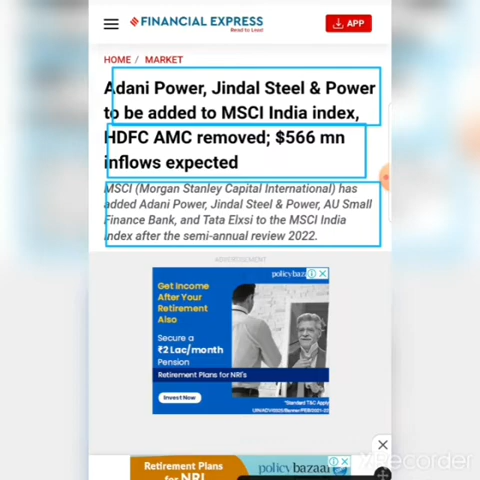 FINANCIAL EXPRESS
Read to Lead
APP
HOME / MARKET
Adani Power, Jindal Steel & Power
to be added to MSCI India index,
HDFC AMC removed; $566 mn
inflows expected
MSCI (Morgan Stanley Capital International) has
added Adani Power, Jindal Steel & Power, AU Small
Finance Bank, and Tata Elxsi to the MSCI India
index after the semi-annual review 2022.
ADVERTISEMENT
Get Income
After Your
Retirement
Also
Secure a
₹2 Lac/month
Pension
Retirement Plans for NRI's
Invest Now
*Standard T&C Apply
Retirement Plans
for NRI
policybazaar